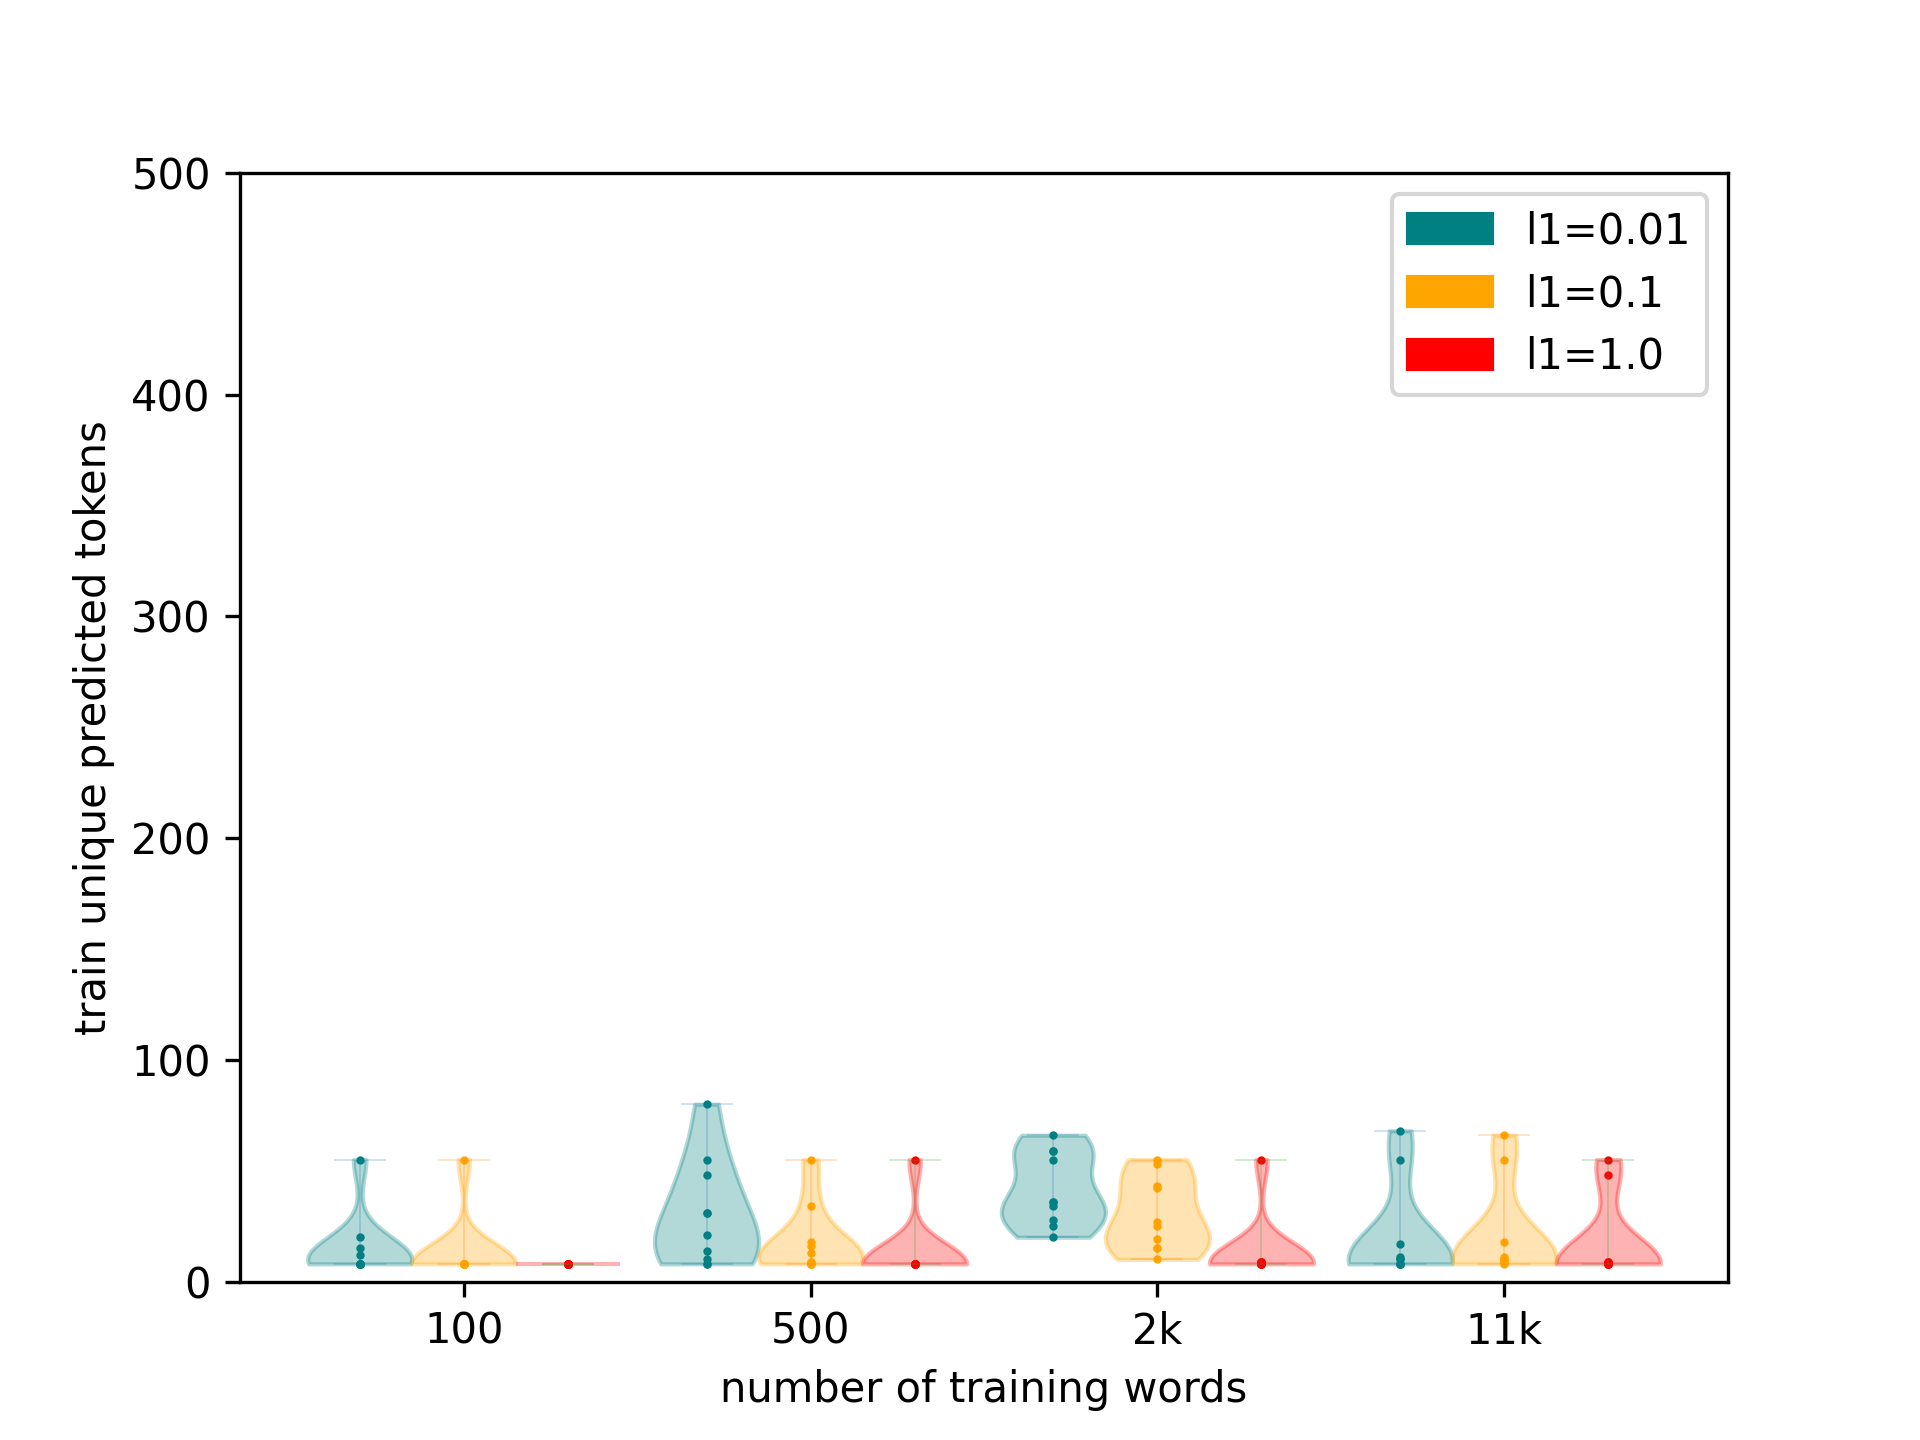 500
400
300
200
100
0
train unique predicted tokens
l1=0.01
l1=0.1
l1=1.0
100 500 2k 11k
number of training words